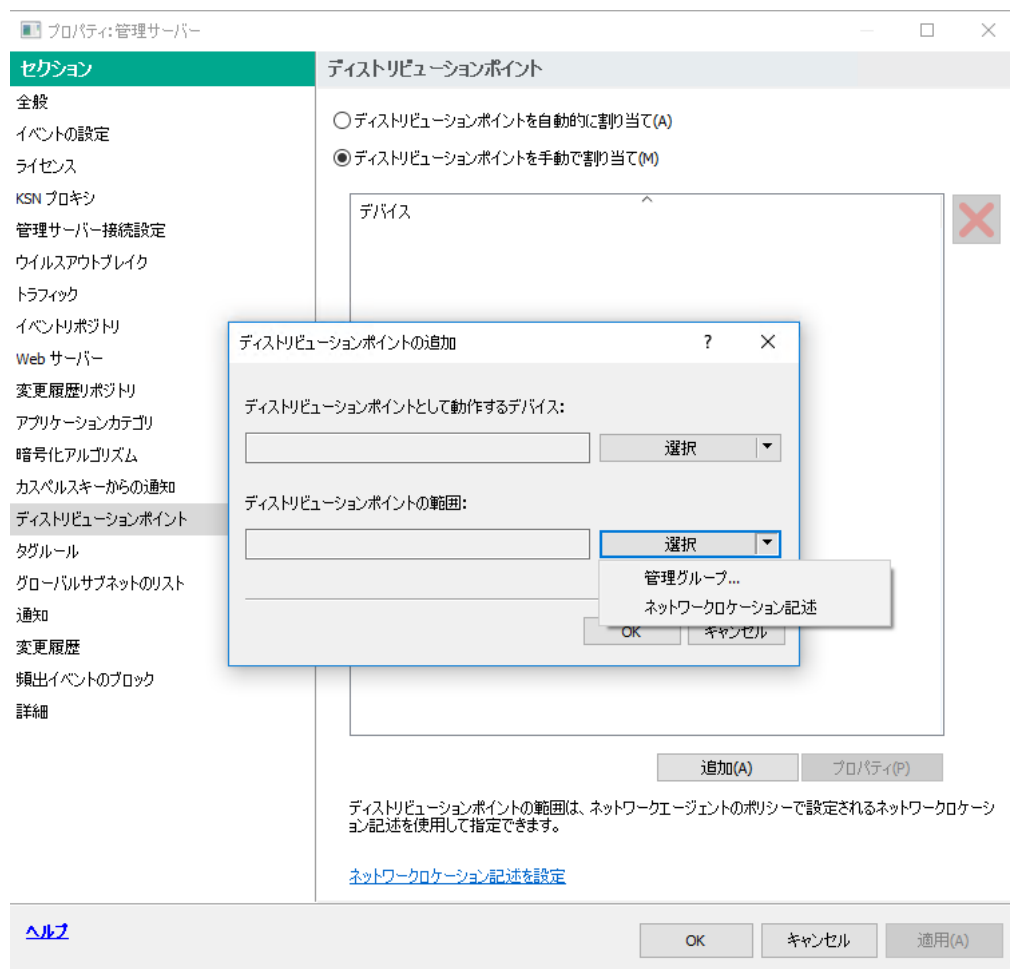 プロパティ:管理サーバー
セクション
全般
イベントの設定
ライセンス
KSN プロキシ
管理サーバー接続設定
ウイルスアウトブレイク
トラフィック
イベントリポジトリ
Web サーバー
変更履歴リポジトリ
アプリケーションカテゴリ
暗号化アルゴリズム
カスペルスキーからの通知
ディストリビューションポイント
タグルール
グローバルサブネットのリスト
通知
変更履歴
頻出イベントのブロック
詳細
ディストリビューションポイント
ディストリビューションポイントを自動的に割り当て(A)
ディストリビューションポイントを手動で割り当て(M)
デバイス
ディストリビューションポイントの追加
?
ディストリビューションポイントとして動作するデバイス:
選択
ディストリビューションポイントの範囲:
選択
管理グループ...
ネットワークロケーション記述
OK
キャンセル
追加(A)
プロパティ(P)
ディストリビューションポイントの範囲は、ネットワークエージェントのポリシーで設定されるネットワークロケーシ
ョン記述を使用して指定できます。
ネットワークロケーション記述を設定
ヘルプ
OK
キャンセル
適用(A)